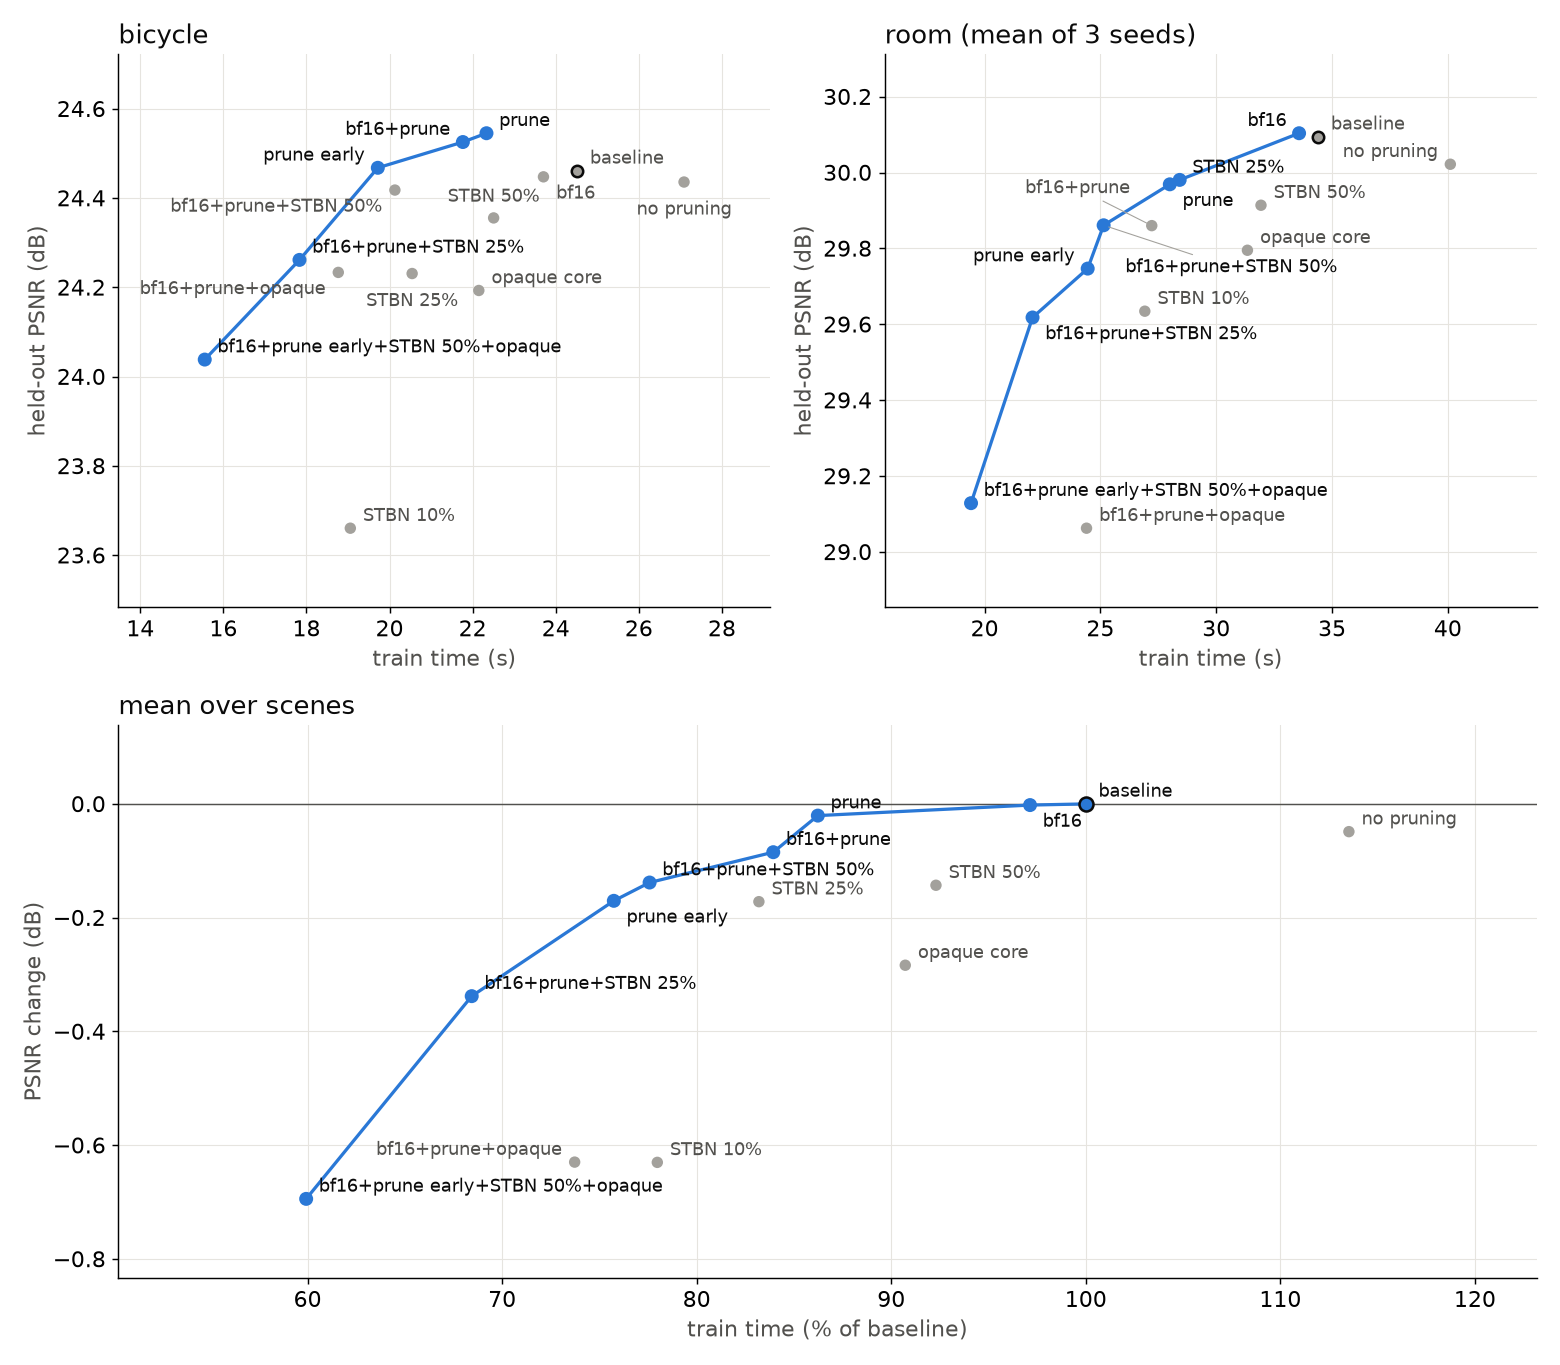 bicycle
held-out PSNR (dB)
24.6
24.4
24.2
24.0
23.8
23.6
prune
bf16+prune
prune early
baseline
bf16+prune+STBN 50%
STBN 50%
bf16
no pruning
bf16+prune+STBN 25%
bf16+prune+opaque
STBN 25%
opaque core
bf16+prune early+STBN 50%+opaque
STBN 10%
14 16 18 20 22 24 26 28
train time (s)
room (mean of 3 seeds)
held-out PSNR (dB)
30.2
30.0
29.8
29.6
29.4
29.2
29.0
bf16
baseline
no pruning
STBN 25%
bf16+prune
STBN 50%
prune
opaque core
prune early
bf16+prune+STBN 50%
STBN 10%
bf16+prune+STBN 25%
bf16+prune early+STBN 50%+opaque
bf16+prune+opaque
20 25 30 35 40
train time (s)
mean over scenes
PSNR change (dB)
0.0
−0.2
−0.4
−0.6
−0.8
baseline
prune
bf16
no pruning
bf16+prune
bf16+prune+STBN 50%
STBN 50%
STBN 25%
prune early
opaque core
bf16+prune+STBN 25%
bf16+prune+opaque
STBN 10%
bf16+prune early+STBN 50%+opaque
60 70 80 90 100 110 120
train time (% of baseline)